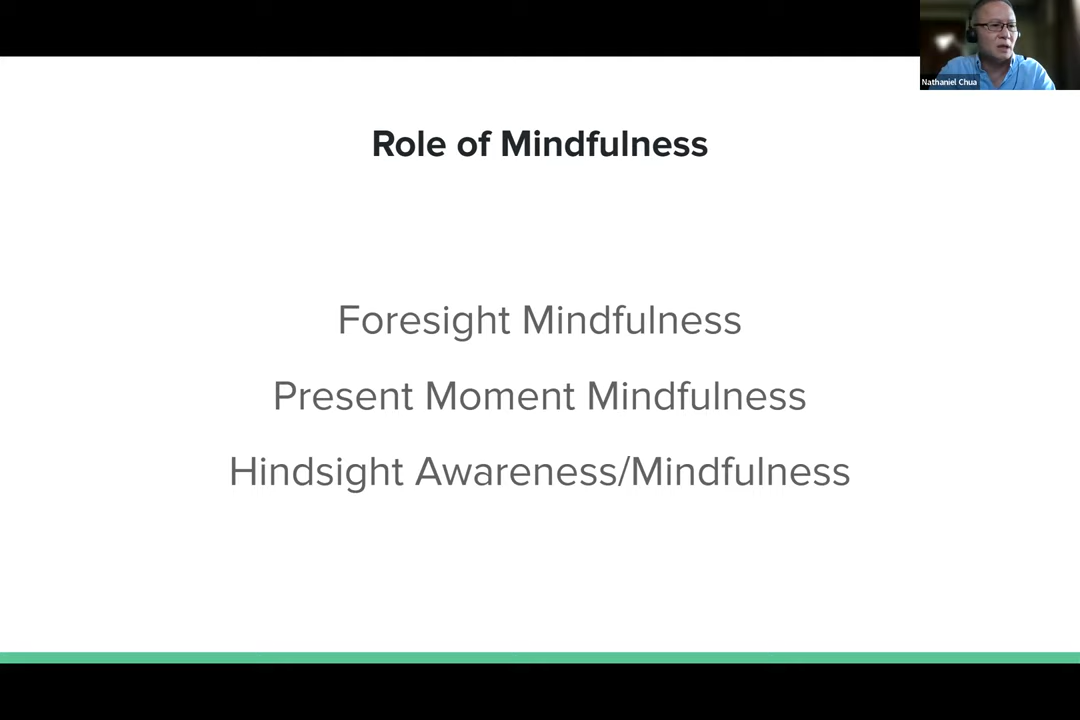 Nathaniel Chua
Role of Mindfulness
Foresight Mindfulness
Present Moment Mindfulness
Hindsight Awareness/Mindfulness